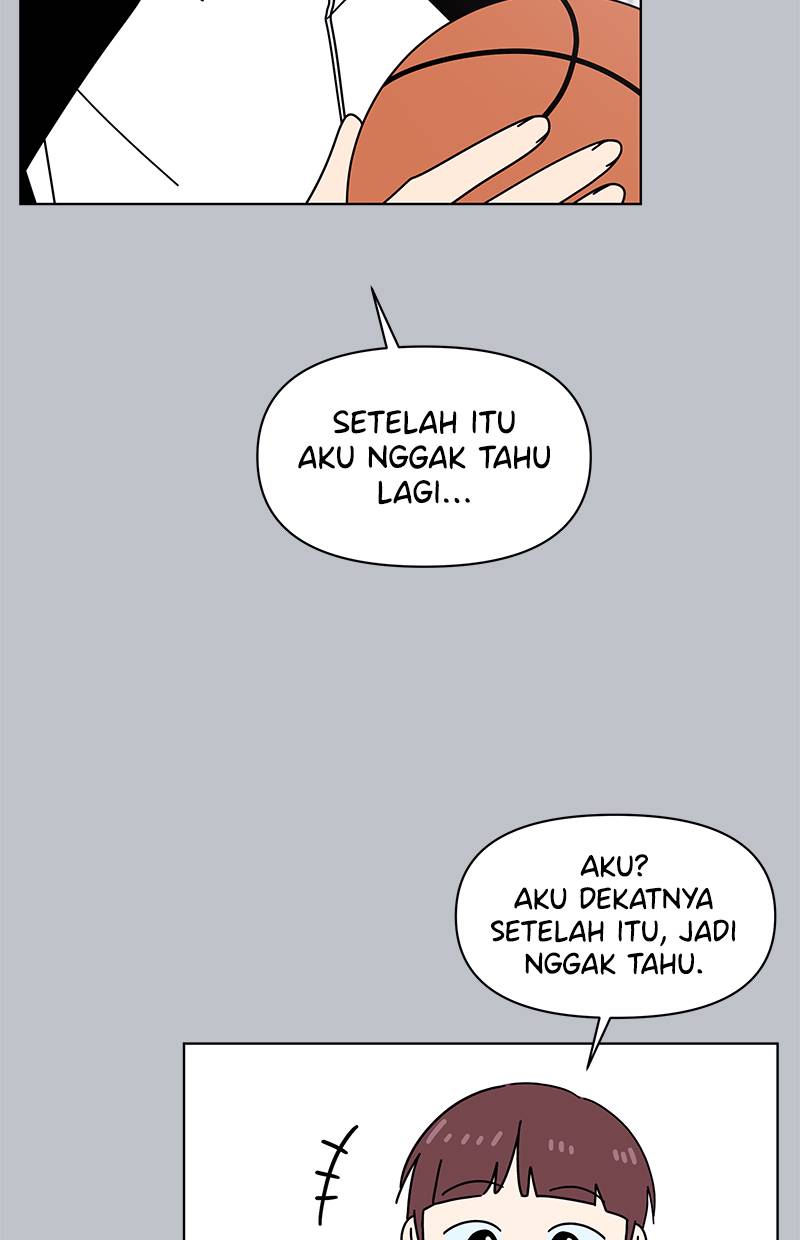 SETELAH ITU
AKU NGGAK TAHU
LAGI...
AKU?
AKU DEKATNYA
SETELAH ITU, JADI
NGGAK TAHU.